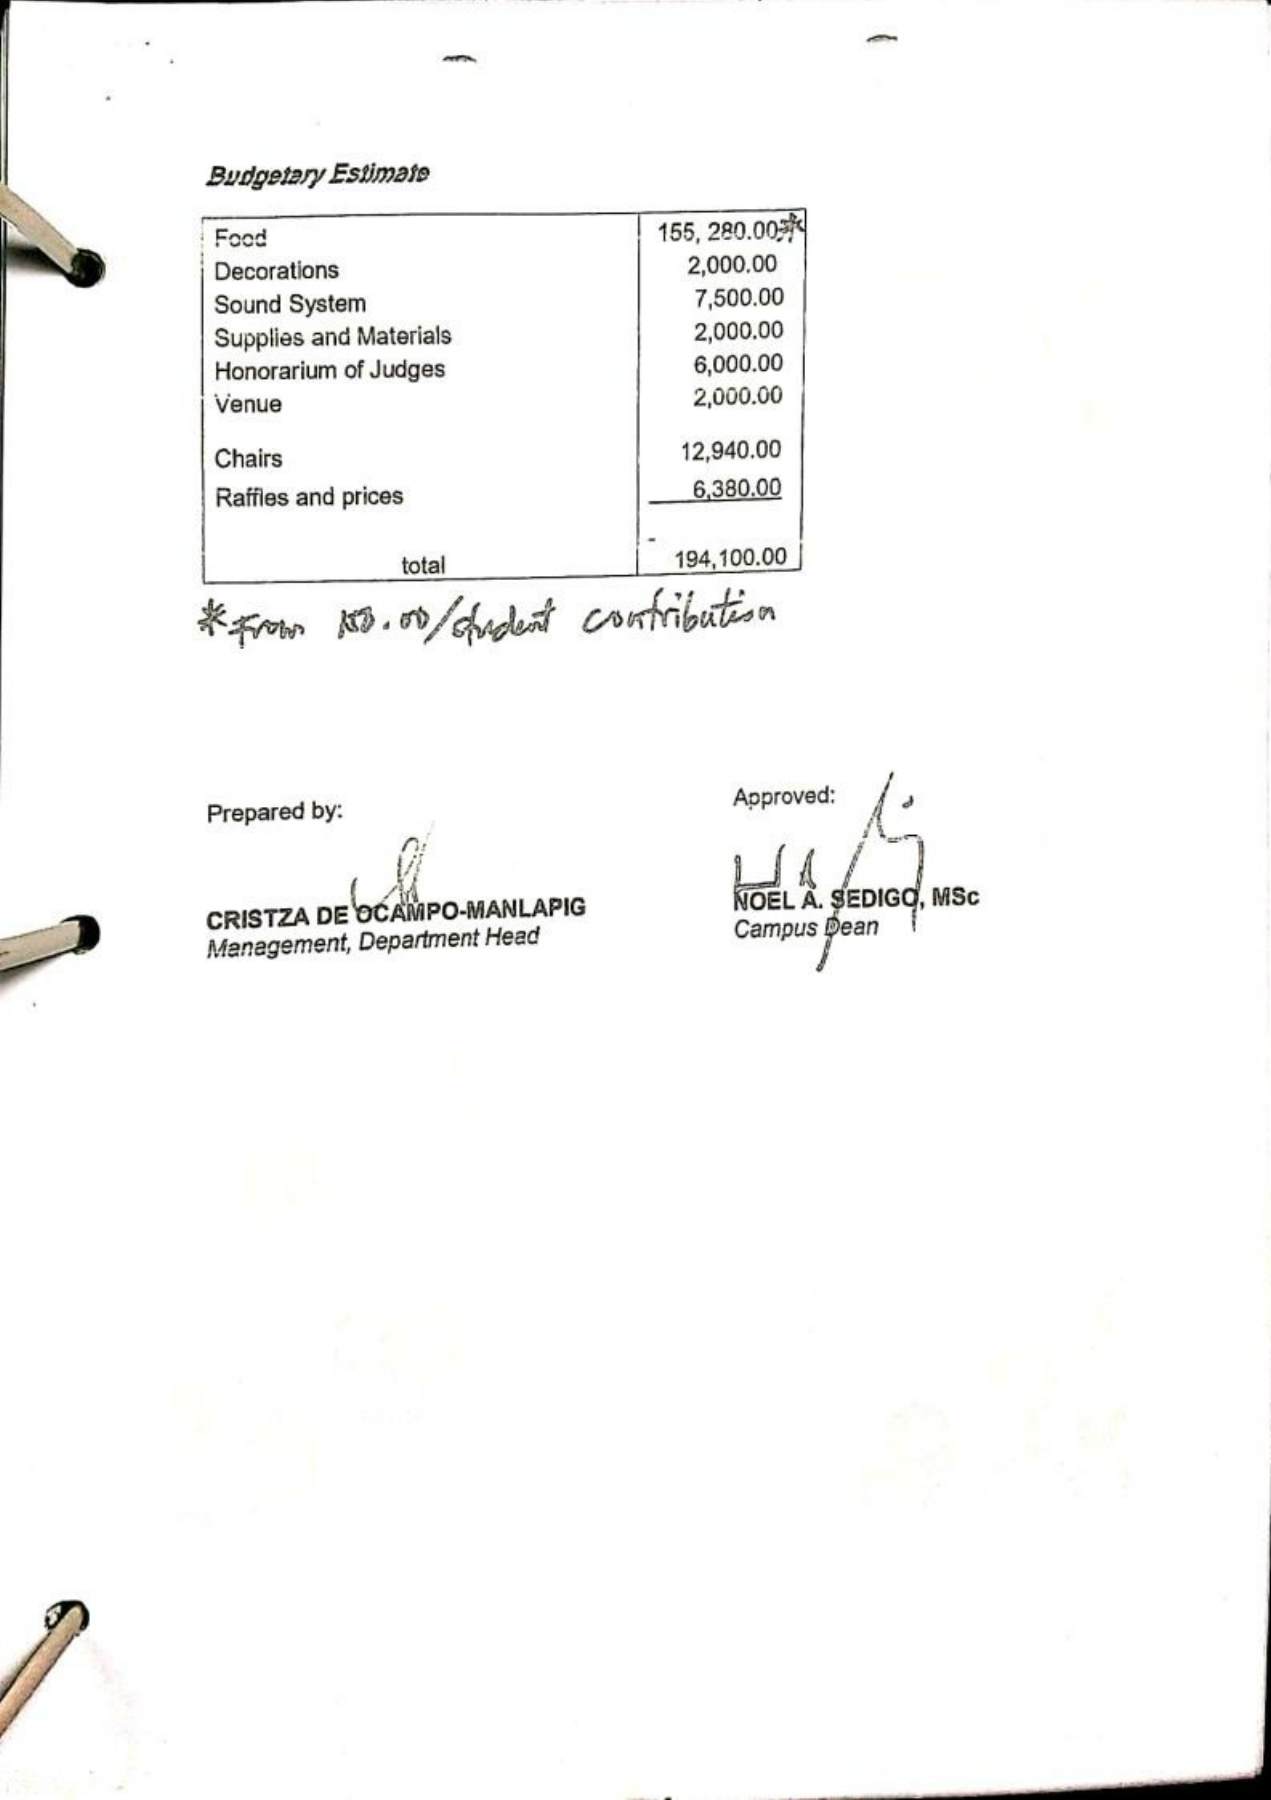 Budgetary Estimate
Food 155, 280.00*
Decorations 2,000.00
Sound System 7,500.00
Supplies and Materials 2,000.00
Honorarium of Judges 6,000.00
Venue 2,000.00
Chairs 12,940.00
Raffles and prices 6,380.00
-
total 194,100.00
* From /student contribution
Prepared by:
Approved:
CRISTZA DE OCAMPO-MANLAPIG
Management, Department Head
NOEL A. SEDIGO, MSc
Campus Dean